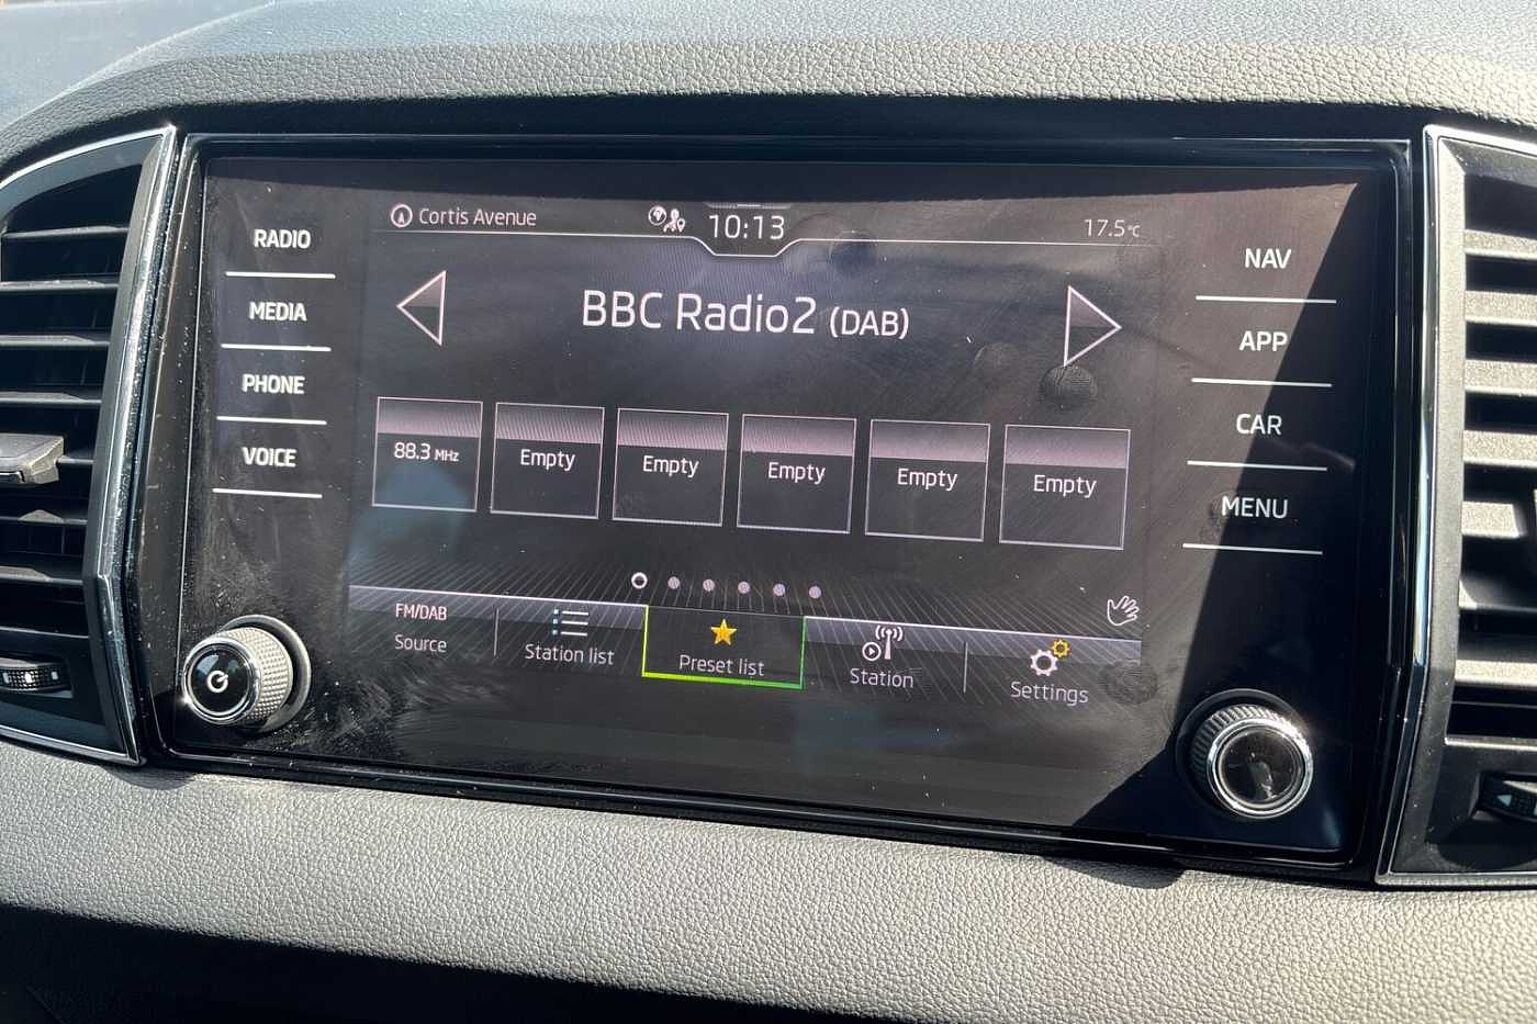 Cortis Avenue
10:13
17.5°C
RADIO
MEDIA
PHONE
VOICE
BBC Radio2 (DAB)
NAV
APP
CAR
MENU
88.3 MHz
Empty
Empty
Empty
Empty
Empty
FM/DAB
Source
Station list
Preset list
Station
Settings